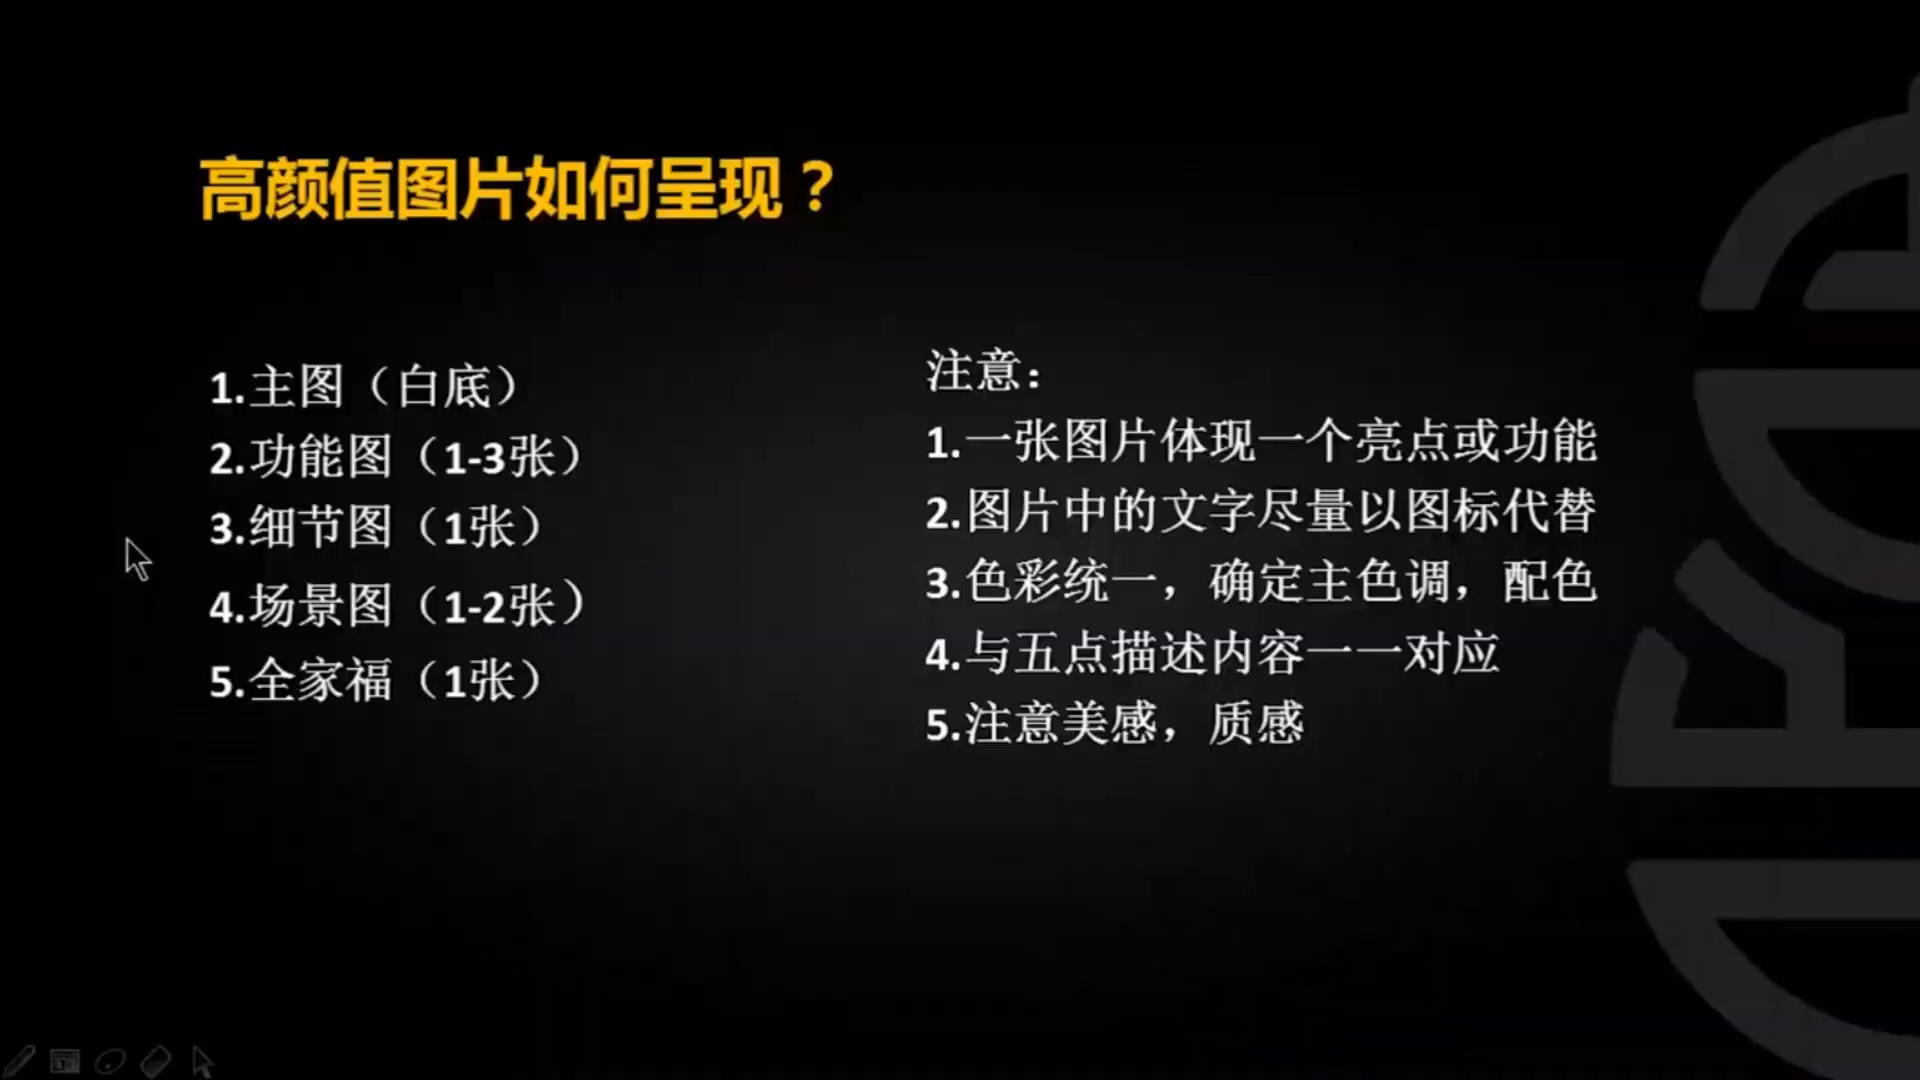 高颜值图片如何呈现？
1.主图（白底）
2.功能图（1-3张）
3.细节图（1张）
4.场景图（1-2张）
5.全家福（1张）
注意：
1.一张图片体现一个亮点或功能
2.图片中的文字尽量以图标代替
3.色彩统一，确定主色调，配色
4.与五点描述内容一一对应
5.注意美感，质感